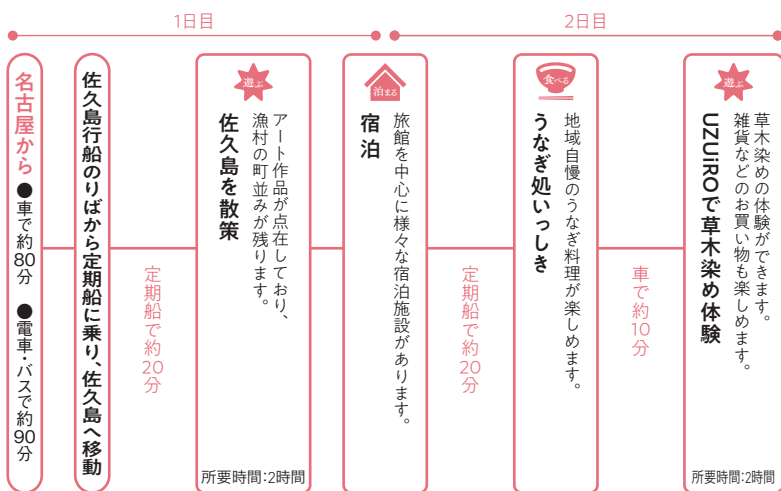 1日目
2日目
名古屋から ●車で約80分 ●電車・バスで約90分
佐久島行船のりばから定期船に乗り、佐久島へ移動
定期船で約20分
遊ぶ
佐久島を散策
アート作品が点在しており、
漁村の町並みが残ります。
所要時間:2時間
泊まる
宿泊
旅館を中心に様々な宿泊施設があります。
定期船で約20分
食べる
うなぎ処いっしき
地域自慢のうなぎ料理が楽しめます。
車で約10分
遊ぶ
UZUiROで草木染め体験
草木染めの体験ができます。
雑貨などのお買い物も楽しめます。
所要時間:2時間